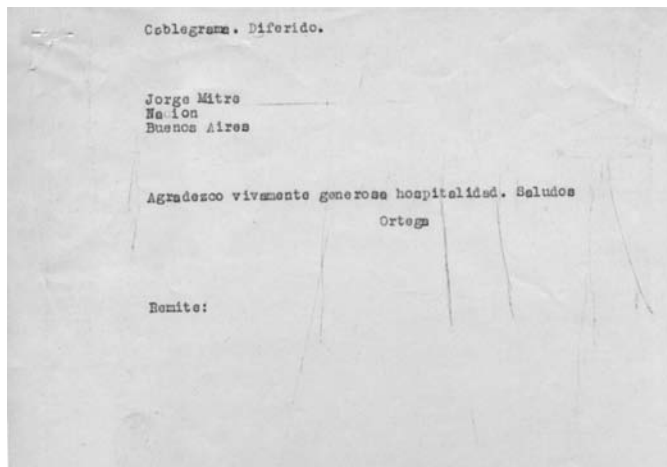 Coblegrama. Diferido.
Jorge Mitre
Nacion
Buenos Aires
Agradezco vivamente generosa hospitalidad. Saludos
Ortega
Remite: